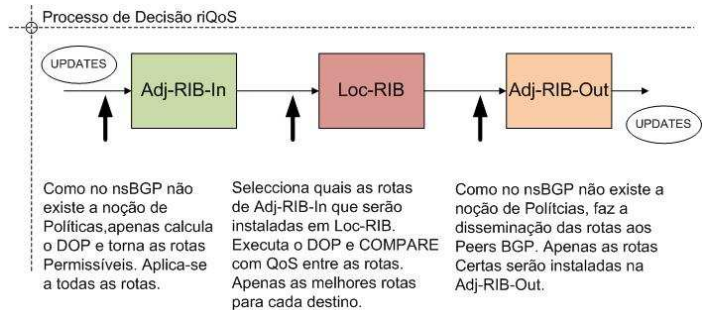 Processo de Decisão riQoS
UPDATES
Adj-RIB-In
Loc-RIB
Adj-RIB-Out
UPDATES
Como no nsBGP não
existe a noção de
Políticas,apenas calcula
o DOP e torna as rotas
Permissíveis. Aplica-se
a todas as rotas.
Selecciona quais as rotas
de Adj-RIB-In que serão
instaladas em Loc-RIB.
Executa o DOP e COMPARE
com QoS entre as rotas.
Apenas as melhores rotas
para cada destino.
Como no nsBGP não existe a
noção de Polítcias, faz a
disseminação das rotas aos
Peers BGP. Apenas as rotas
Certas serão instaladas na
Adj-RIB-Out.